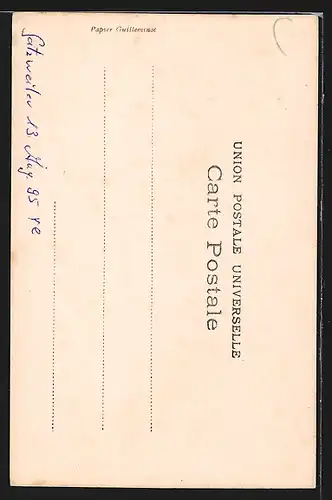 Papier Guilleminot
UNION POSTALE UNIVERSELLE
Carte Postale
13 Aug. 95